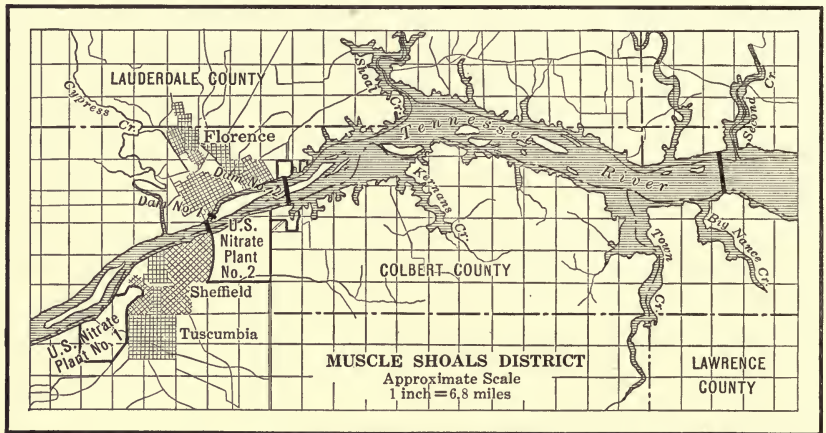 LAUDERDALE COUNTY
Cypress
Cr.
Florence
Shoal
Cr.
Tennessee
River
Second
Cr.
Dam No. 2
Dam No. 1
Kernans
Cr.
U.S.
Nitrate
Plant
No. 2
COLBERT COUNTY
Town
Cr.
Big Nance Cr.
Sheffield
U.S. Nitrate
Plant No. 1
Tuscumbia
MUSCLE SHOALS DISTRICT
Approximate Scale
1 inch = 6.8 miles
LAWRENCE
COUNTY